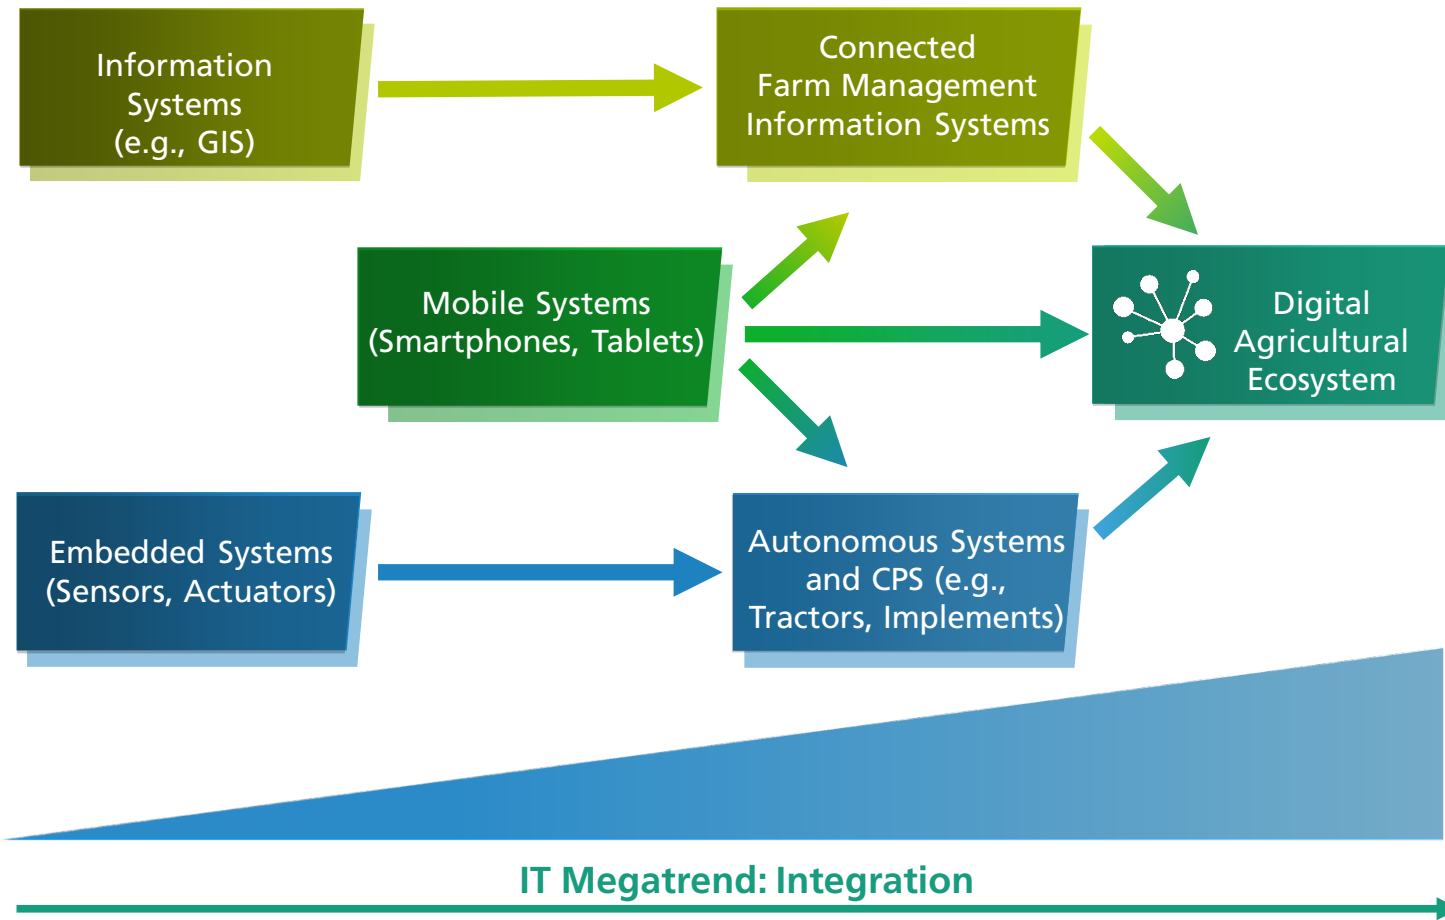 Information
Systems
(e.g., GIS)
Connected
Farm Management
Information Systems
Mobile Systems
(Smartphones, Tablets)
Digital
Agricultural
Ecosystem
Embedded Systems
(Sensors, Actuators)
Autonomous Systems
and CPS (e.g.,
Tractors, Implements)
IT Megatrend: Integration